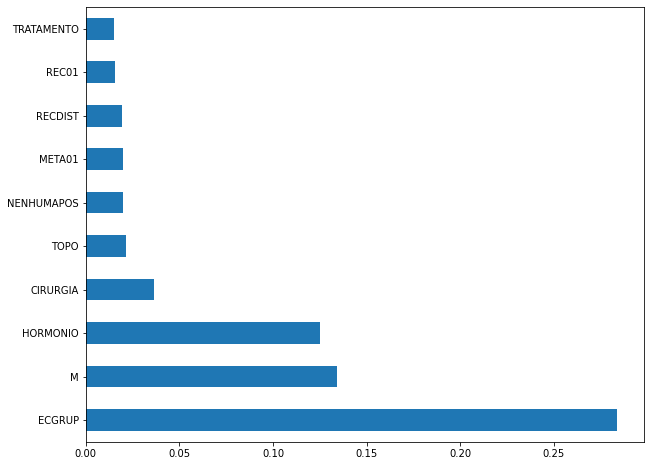 TRATAMENTO
REC01
RECDIST
META01
NENHUMAPOS
TOPO
CIRURGIA
HORMONIO
M
ECGRUP
0.00 0.05 0.10 0.15 0.20 0.25